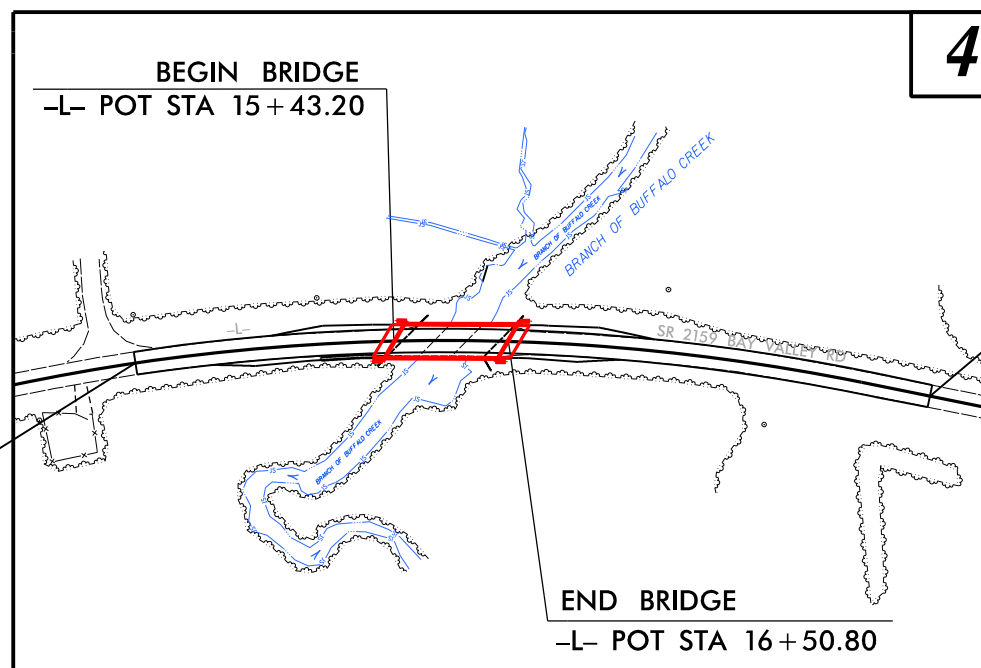 4
BEGIN BRIDGE
-L- POT STA 15+43.20
BRANCH OF BUFFALO CREEK
BRANCH OF BUFFALO CREEK
-L-
SR 2159 BAY VALLEY RD
BRANCH OF BUFFALO CREEK
END BRIDGE
-L- POT STA 16+50.80